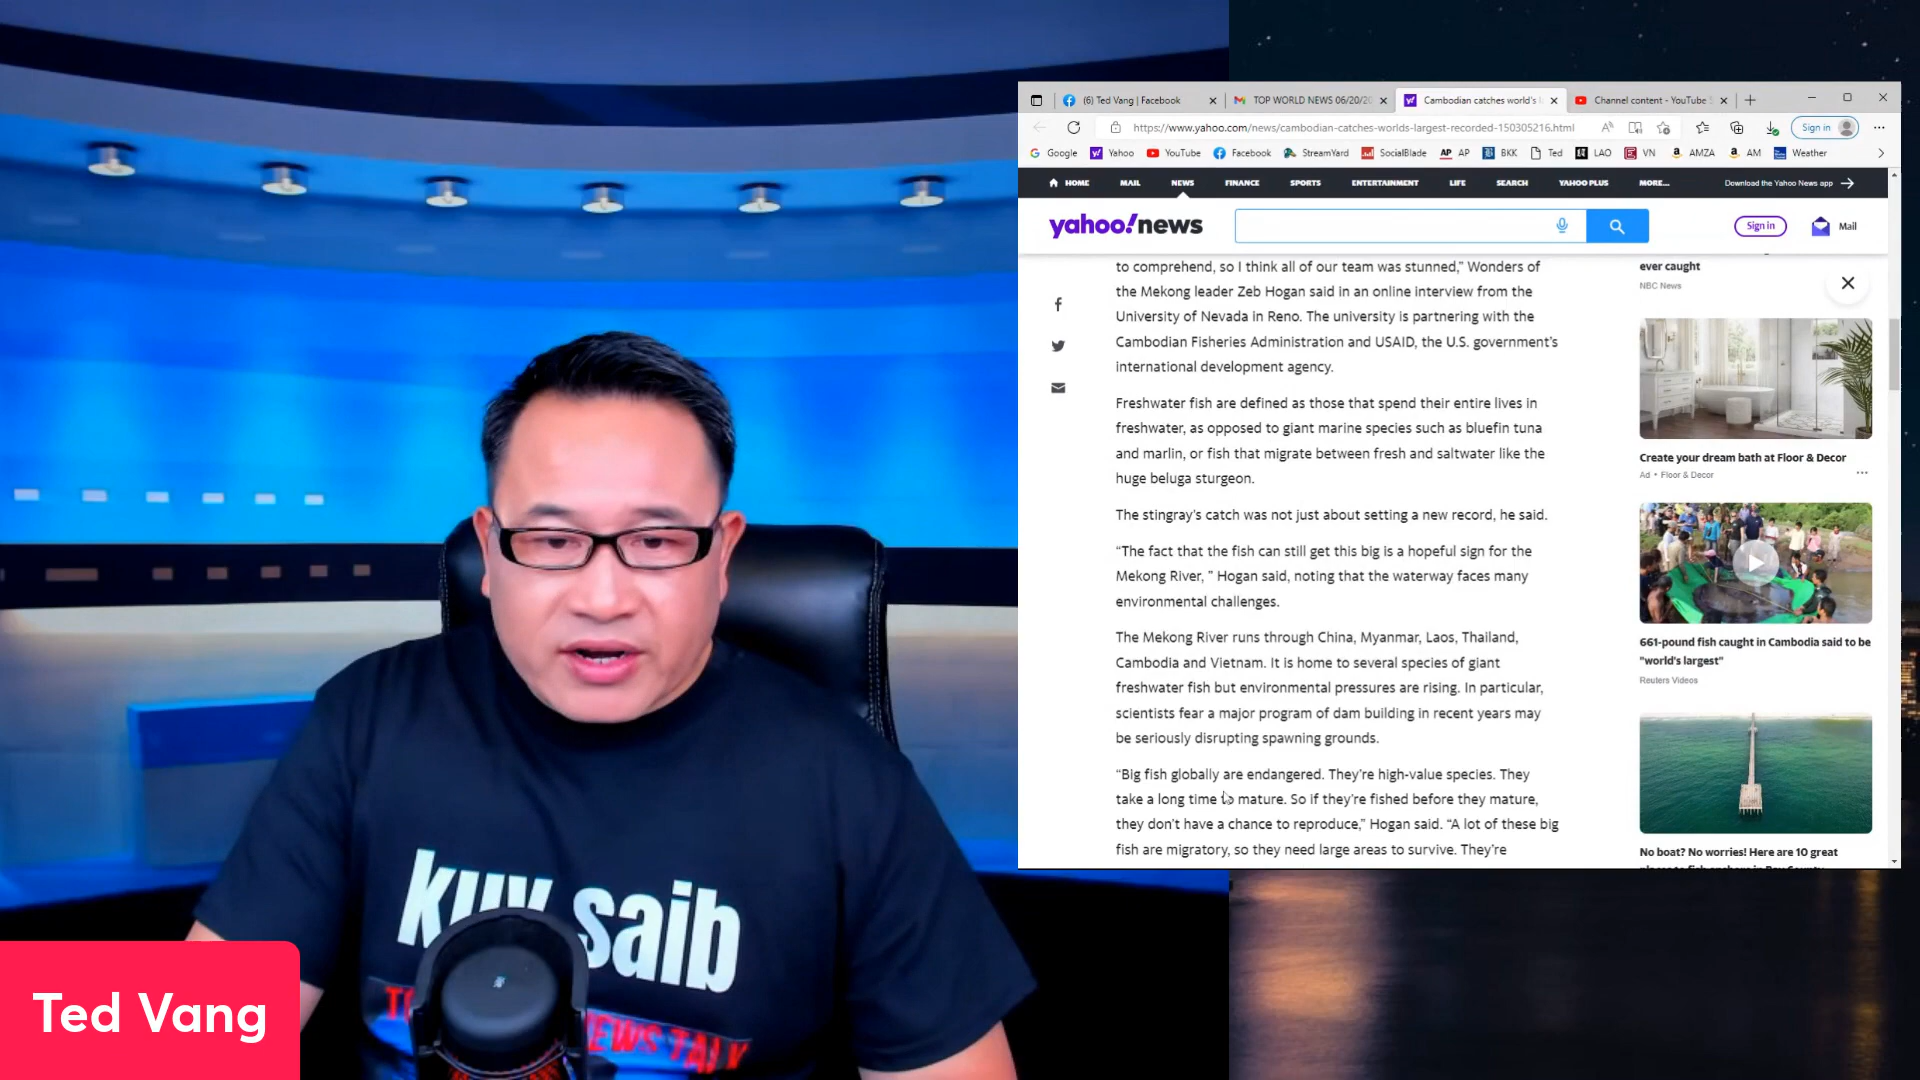 (6) Ted Vang | Facebook
TOP WORLD NEWS 06/20/20
Cambodian catches world's l
Channel content - YouTube S
https://www.yahoo.com/news/cambodian-catches-worlds-largest-recorded-150305216.html
Sign in
Google
Yahoo
YouTube
Facebook
StreamYard
SocialBlade
AP AP
BKK
Ted
LAO
VN
AMZA
AM
Weather
HOME
MAIL
NEWS
FINANCE
SPORTS
ENTERTAINMENT
LIFE
SEARCH
YAHOO PLUS
MORE...
Download the Yahoo News app
yahoo!news
Sign in
Mail
to comprehend, so I think all of our team was stunned,” Wonders of
the Mekong leader Zeb Hogan said in an online interview from the
University of Nevada in Reno. The university is partnering with the
Cambodian Fisheries Administration and USAID, the U.S. government’s
international development agency.
Freshwater fish are defined as those that spend their entire lives in
freshwater, as opposed to giant marine species such as bluefin tuna
and marlin, or fish that migrate between fresh and saltwater like the
huge beluga sturgeon.
The stingray’s catch was not just about setting a new record, he said.
“The fact that the fish can still get this big is a hopeful sign for the
Mekong River, ” Hogan said, noting that the waterway faces many
environmental challenges.
The Mekong River runs through China, Myanmar, Laos, Thailand,
Cambodia and Vietnam. It is home to several species of giant
freshwater fish but environmental pressures are rising. In particular,
scientists fear a major program of dam building in recent years may
be seriously disrupting spawning grounds.
“Big fish globally are endangered. They’re high-value species. They
take a long time to mature. So if they’re fished before they mature,
they don’t have a chance to reproduce,” Hogan said. “A lot of these big
fish are migratory, so they need large areas to survive. They’re
ever caught
NBC News
Create your dream bath at Floor & Decor
Ad • Floor & Decor
661-pound fish caught in Cambodia said to be
"world's largest"
Reuters Videos
No boat? No worries! Here are 10 great
kuv saib
NEWS TALK
Ted Vang